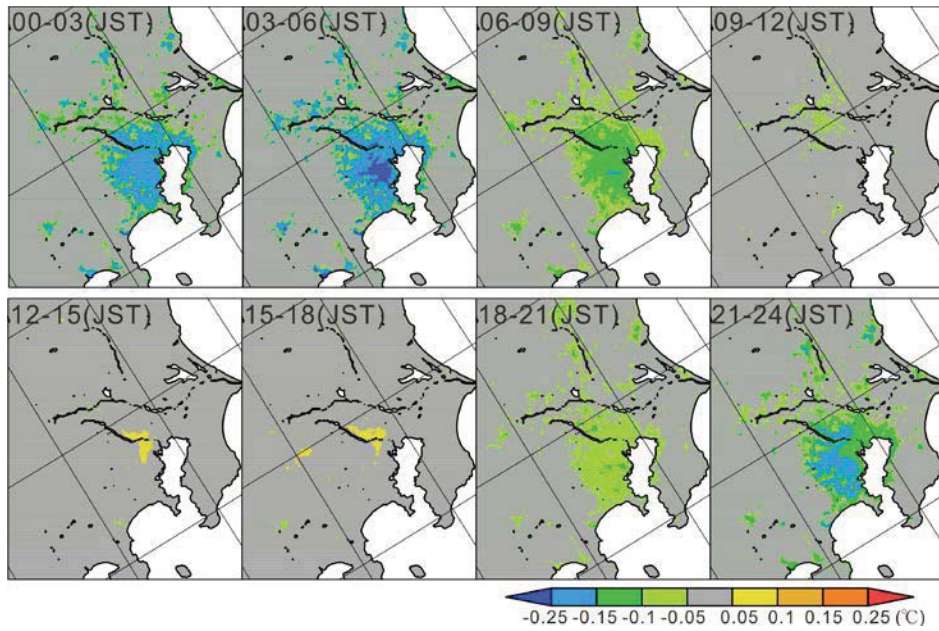 .00-03(JST)
.03-06(JST)
.06-09(JST)
.09-12(JST)
.12-15(JST)
.15-18(JST)
.18-21(JST)
.21-24(JST)
-0.25 -0.15 -0.1 -0.05 0.05 0.1 0.15 0.25 (℃)